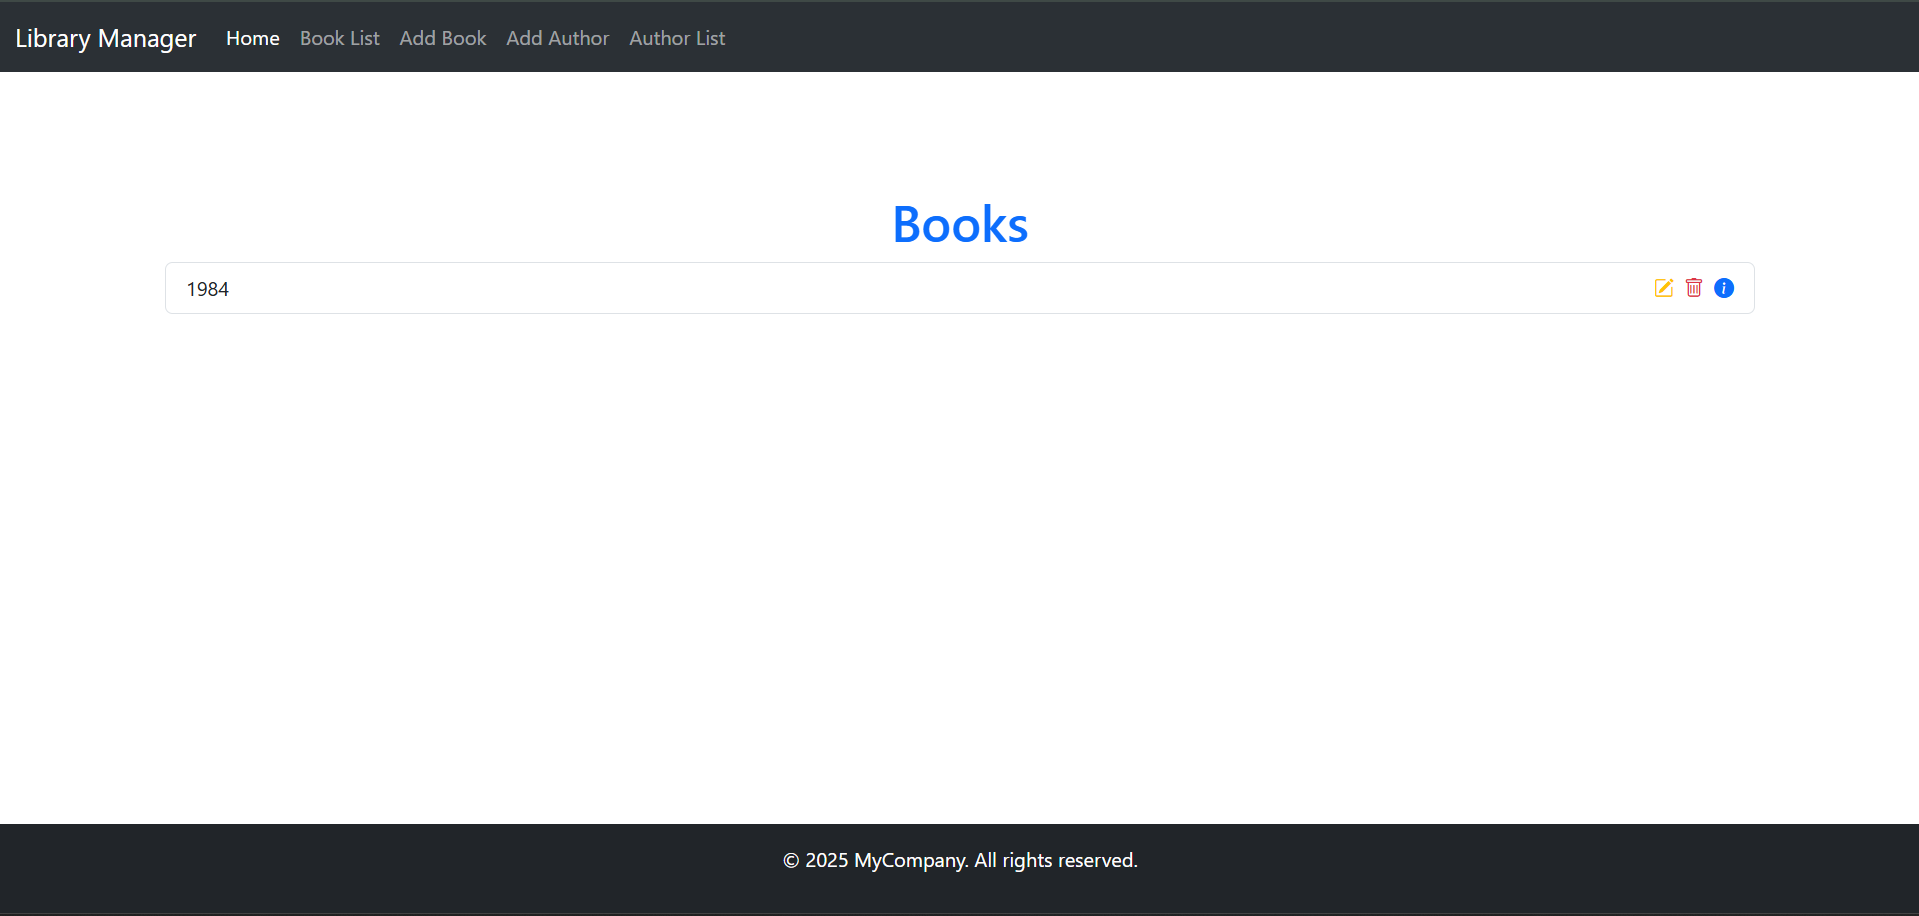 Library Manager Home Book List Add Book Add Author Author List
Books
1984
© 2025 MyCompany. All rights reserved.